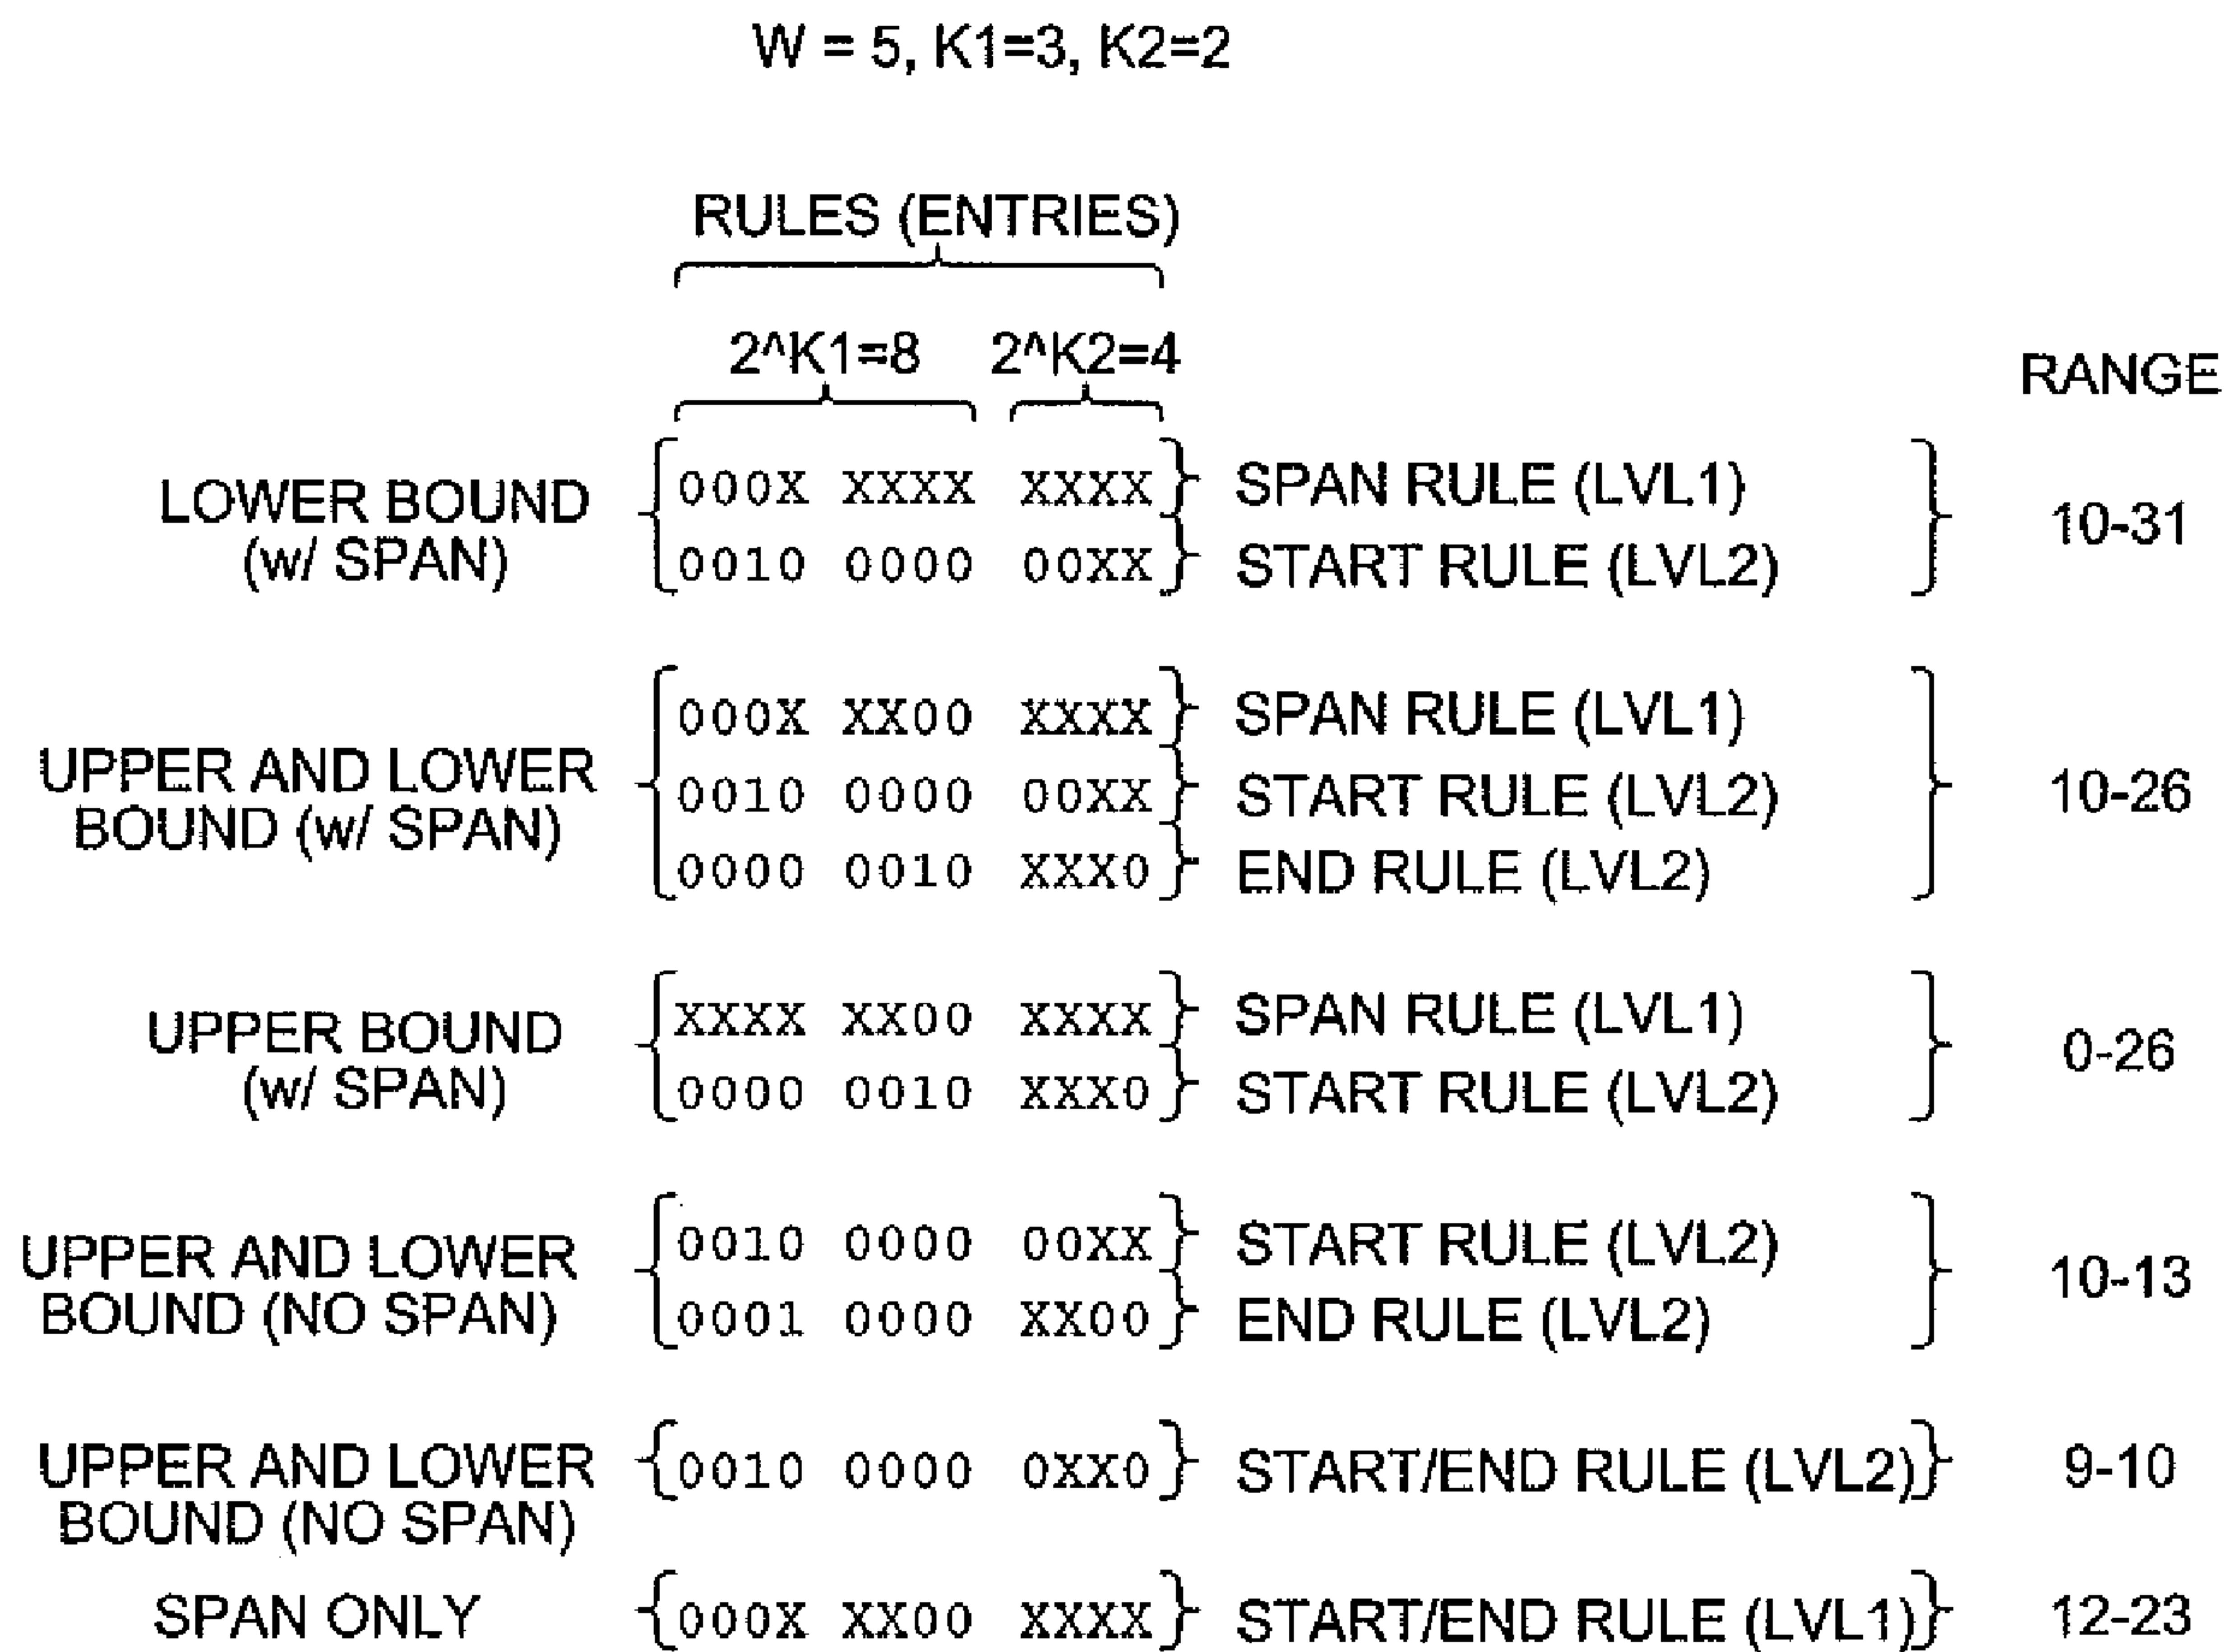 W = 5, K1=3, K2=2
RULES (ENTRIES)
2^K1=8 2^K2=4
RANGE
LOWER BOUND
(w/ SPAN)
000X XXXX XXXX SPAN RULE (LVL1)
0010 0000 00XX START RULE (LVL2)
10-31
UPPER AND LOWER
BOUND (w/ SPAN)
000X XX00 XXXX SPAN RULE (LVL1)
0010 0000 00XX START RULE (LVL2)
0000 0010 XXX0 END RULE (LVL2)
10-26
UPPER BOUND
(w/ SPAN)
XXXX XX00 XXXX SPAN RULE (LVL1)
0000 0010 XXX0 START RULE (LVL2)
0-26
UPPER AND LOWER
BOUND (NO SPAN)
0010 0000 00XX START RULE (LVL2)
0001 0000 XX00 END RULE (LVL2)
10-13
UPPER AND LOWER
BOUND (NO SPAN)
0010 0000 0XX0 START/END RULE (LVL2)
9-10
SPAN ONLY
000X XX00 XXXX START/END RULE (LVL1)
12-23